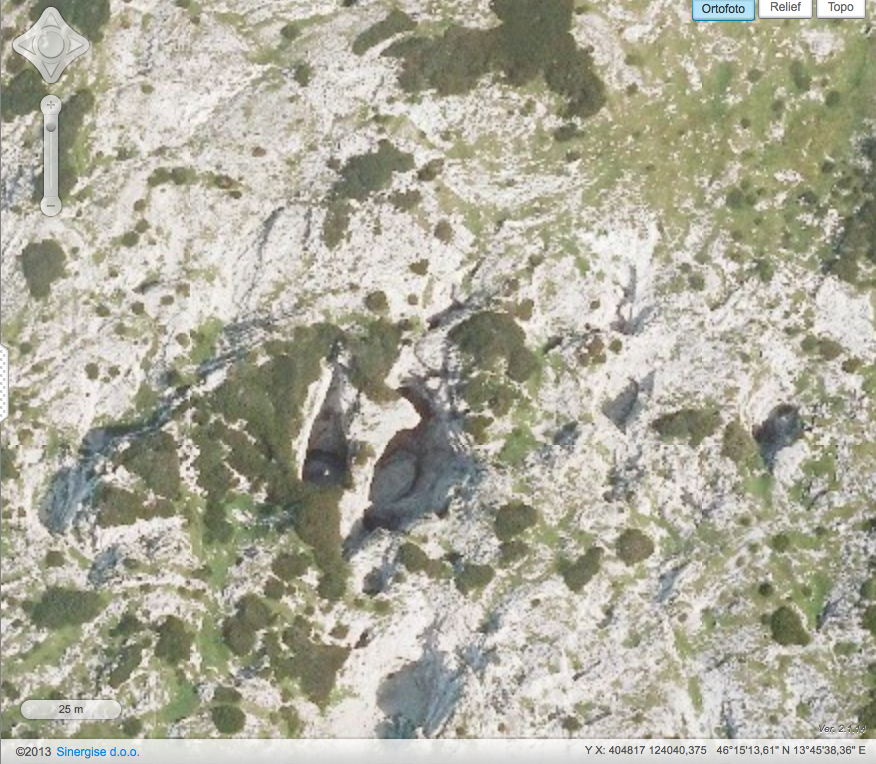 Ortofoto Relief Topo
25 m
Ver. 2.1.14
©2013 Sinergise d.o.o.
Y X: 404817 124040,375 46°15'13,61" N 13°45'38,36" E